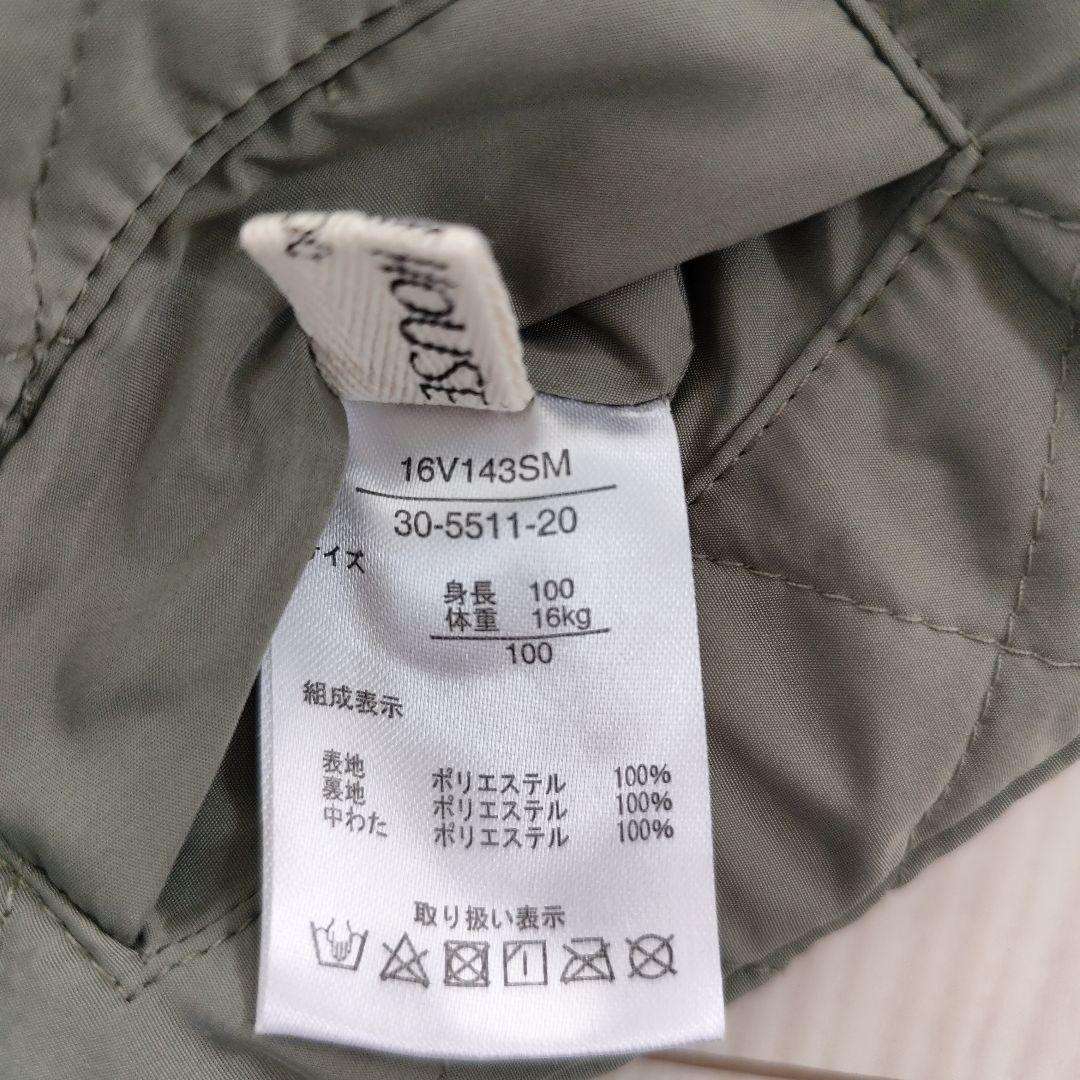 HOUSE
16V143SM
30-5511-20
サイズ
身長 100
体重 16kg
100
組成表示
表地 ポリエステル 100%
裏地 ポリエステル 100%
中わた ポリエステル 100%
取り扱い表示